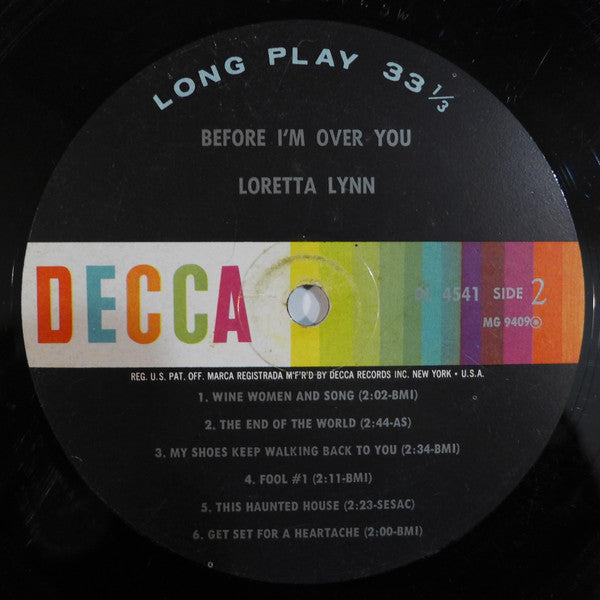 LONG PLAY 33 1/3
BEFORE I'M OVER YOU
LORETTA LYNN
DECCA
DL 4541 SIDE 2
MG 9409
REG. U.S. PAT. OFF. MARCA REGISTRADA M'F'R'D BY DECCA RECORDS INC. NEW YORK • U.S.A.
1. WINE WOMEN AND SONG (2:02-BMI)
2. THE END OF THE WORLD (2:44-AS)
3. MY SHOES KEEP WALKING BACK TO YOU (2:34-BMI)
4. FOOL #1 (2:11-BMI)
5. THIS HAUNTED HOUSE (2:23-SESAC)
6. GET SET FOR A HEARTACHE (2:00-BMI)